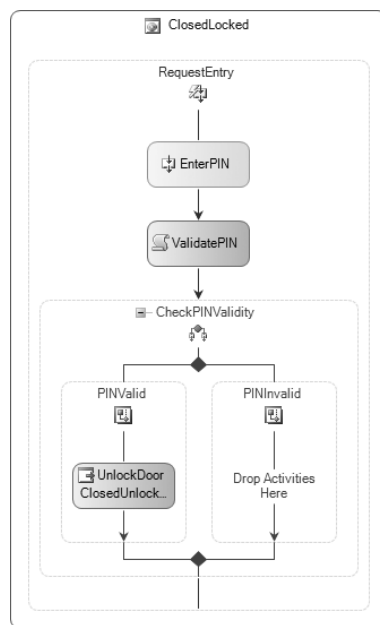 ClosedLocked
RequestEntry
EnterPIN
ValidatePIN
CheckPINValidity
PINValid
PINInvalid
UnlockDoor
ClosedUnlock...
Drop Activities
Here